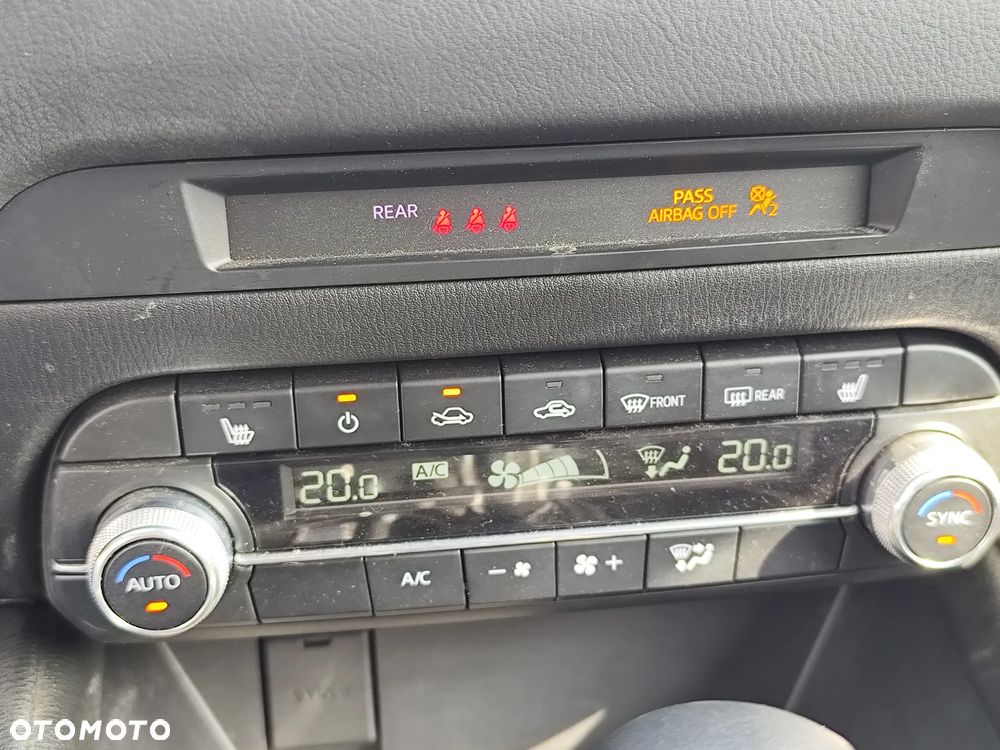 REAR
PASS
AIRBAG OFF 2
FRONT
REAR
20.0 A/C 20.0
AUTO
SYNC
A/C
- +
OTOMOTO